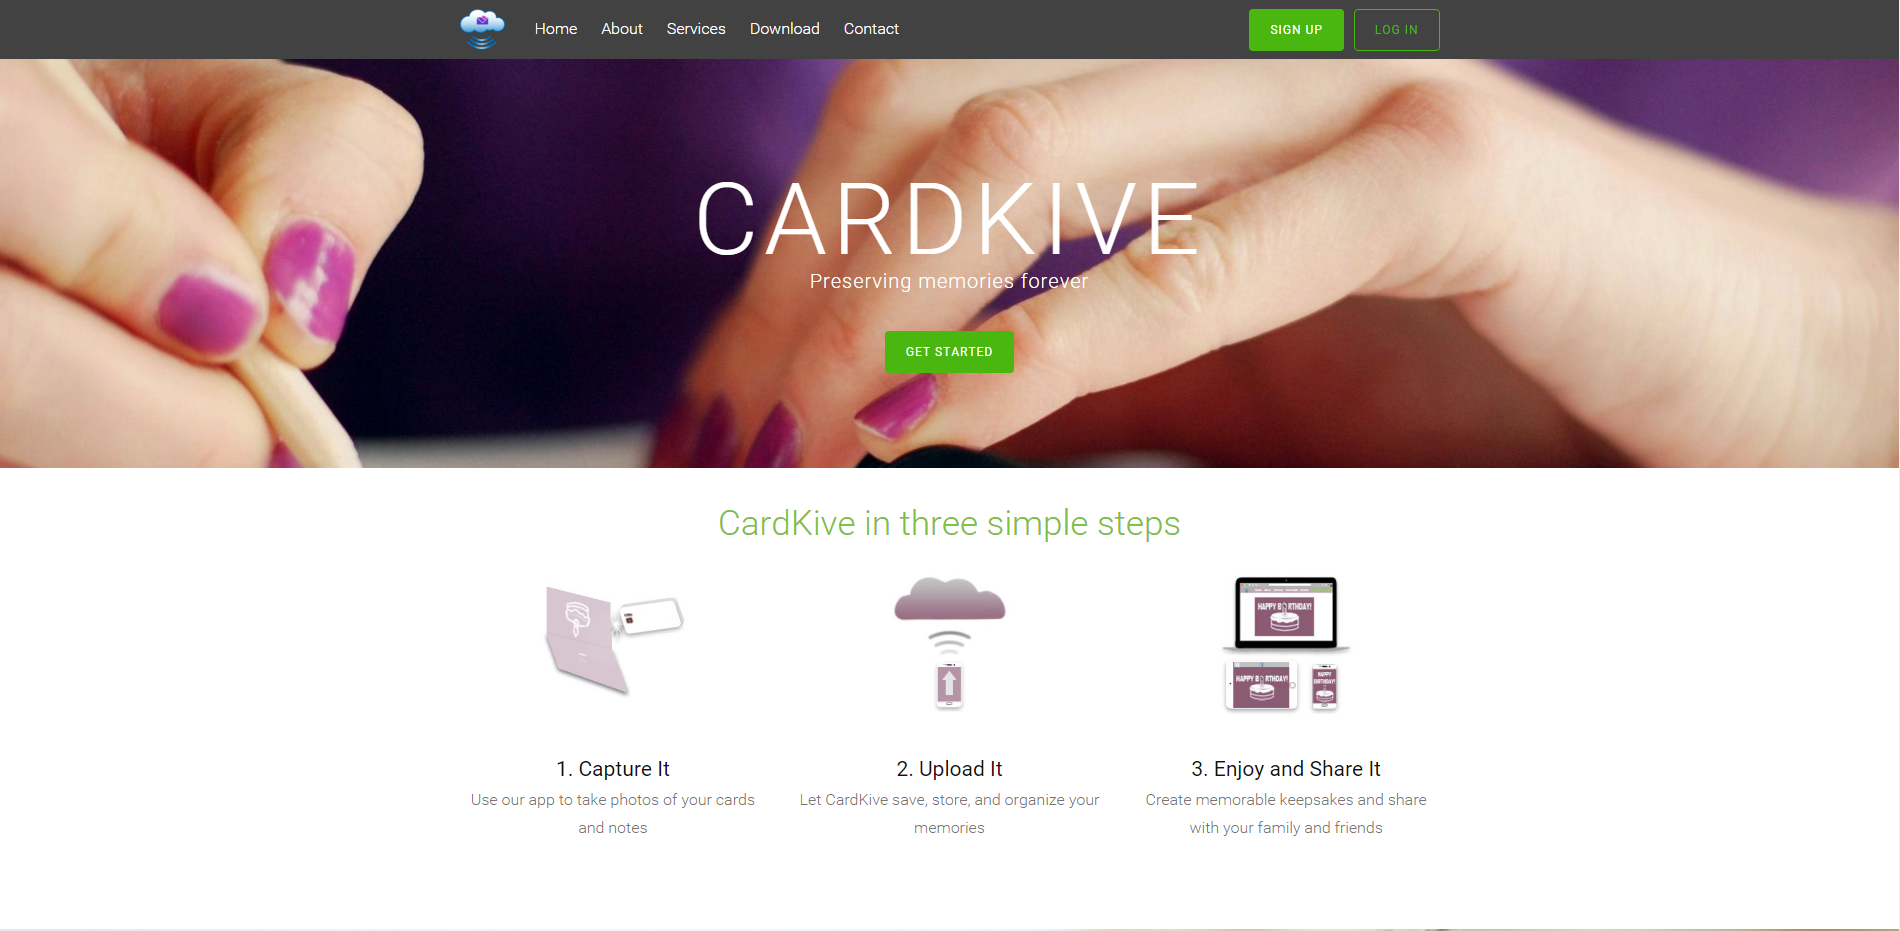 Home About Services Download Contact SIGN UP LOG IN
CARDKIVE
Preserving memories forever
GET STARTED
CardKive in three simple steps
HAPPY BIRTHDAY!
HAPPY BIRTHDAY!
HAPPY
BIRTHDAY!
1. Capture It
Use our app to take photos of your cards
and notes
2. Upload It
Let CardKive save, store, and organize your
memories
3. Enjoy and Share It
Create memorable keepsakes and share
with your family and friends